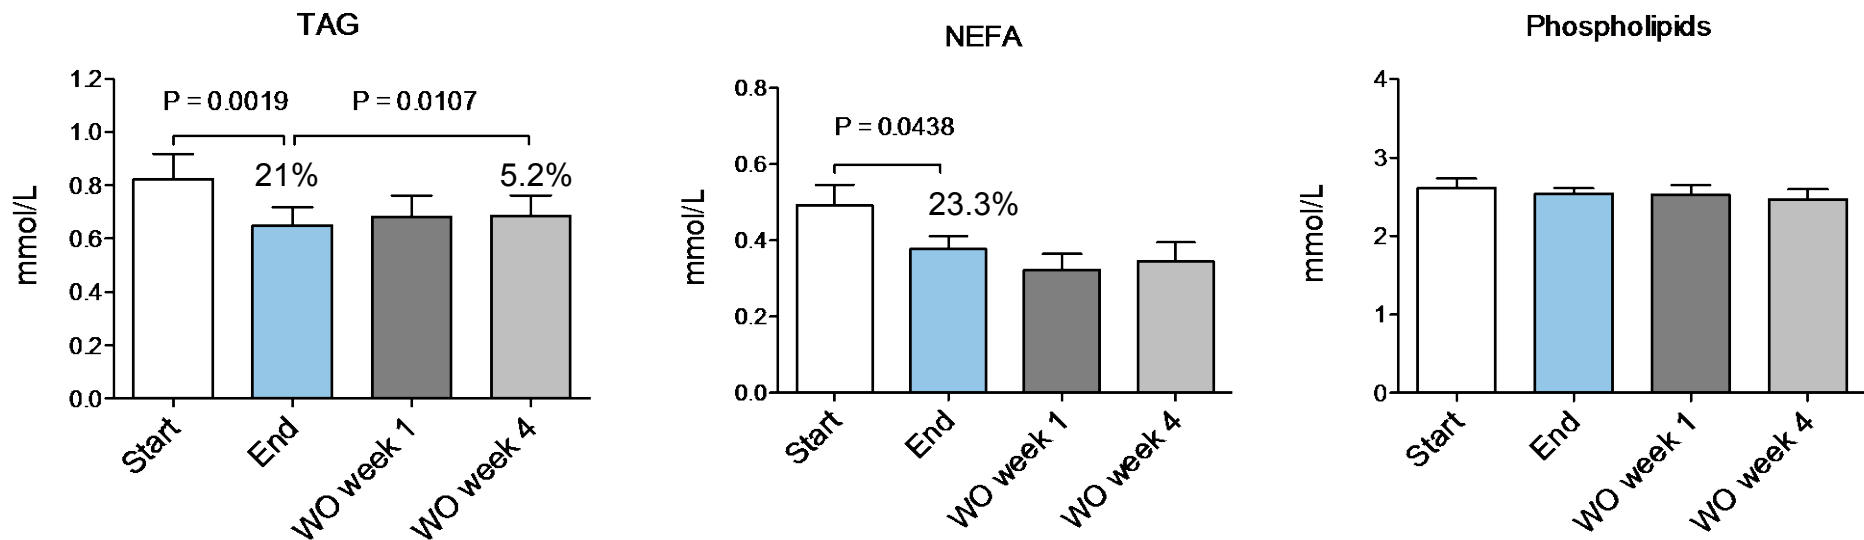 TAG
1.2
1.0
0.8
0.6
0.4
0.2
0.0
mmol/L
P = 0.0019
P = 0.0107
21%
5.2%
Start
End
WO week 1
WO week 4
NEFA
0.8
0.6
0.4
0.2
0.0
mmol/L
P = 0.0438
23.3%
Start
End
WO week 1
WO week 4
Phospholipids
4
3
2
1
0
mmol/L
Start
End
WO week 1
WO week 4